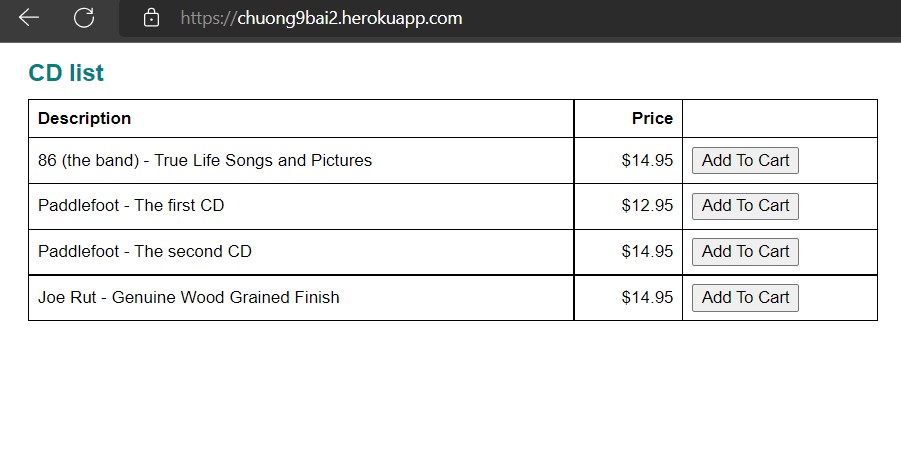 https://chuong9bai2.herokuapp.com
CD list
Description Price
86 (the band) - True Life Songs and Pictures $14.95 Add To Cart
Paddlefoot - The first CD $12.95 Add To Cart
Paddlefoot - The second CD $14.95 Add To Cart
Joe Rut - Genuine Wood Grained Finish $14.95 Add To Cart